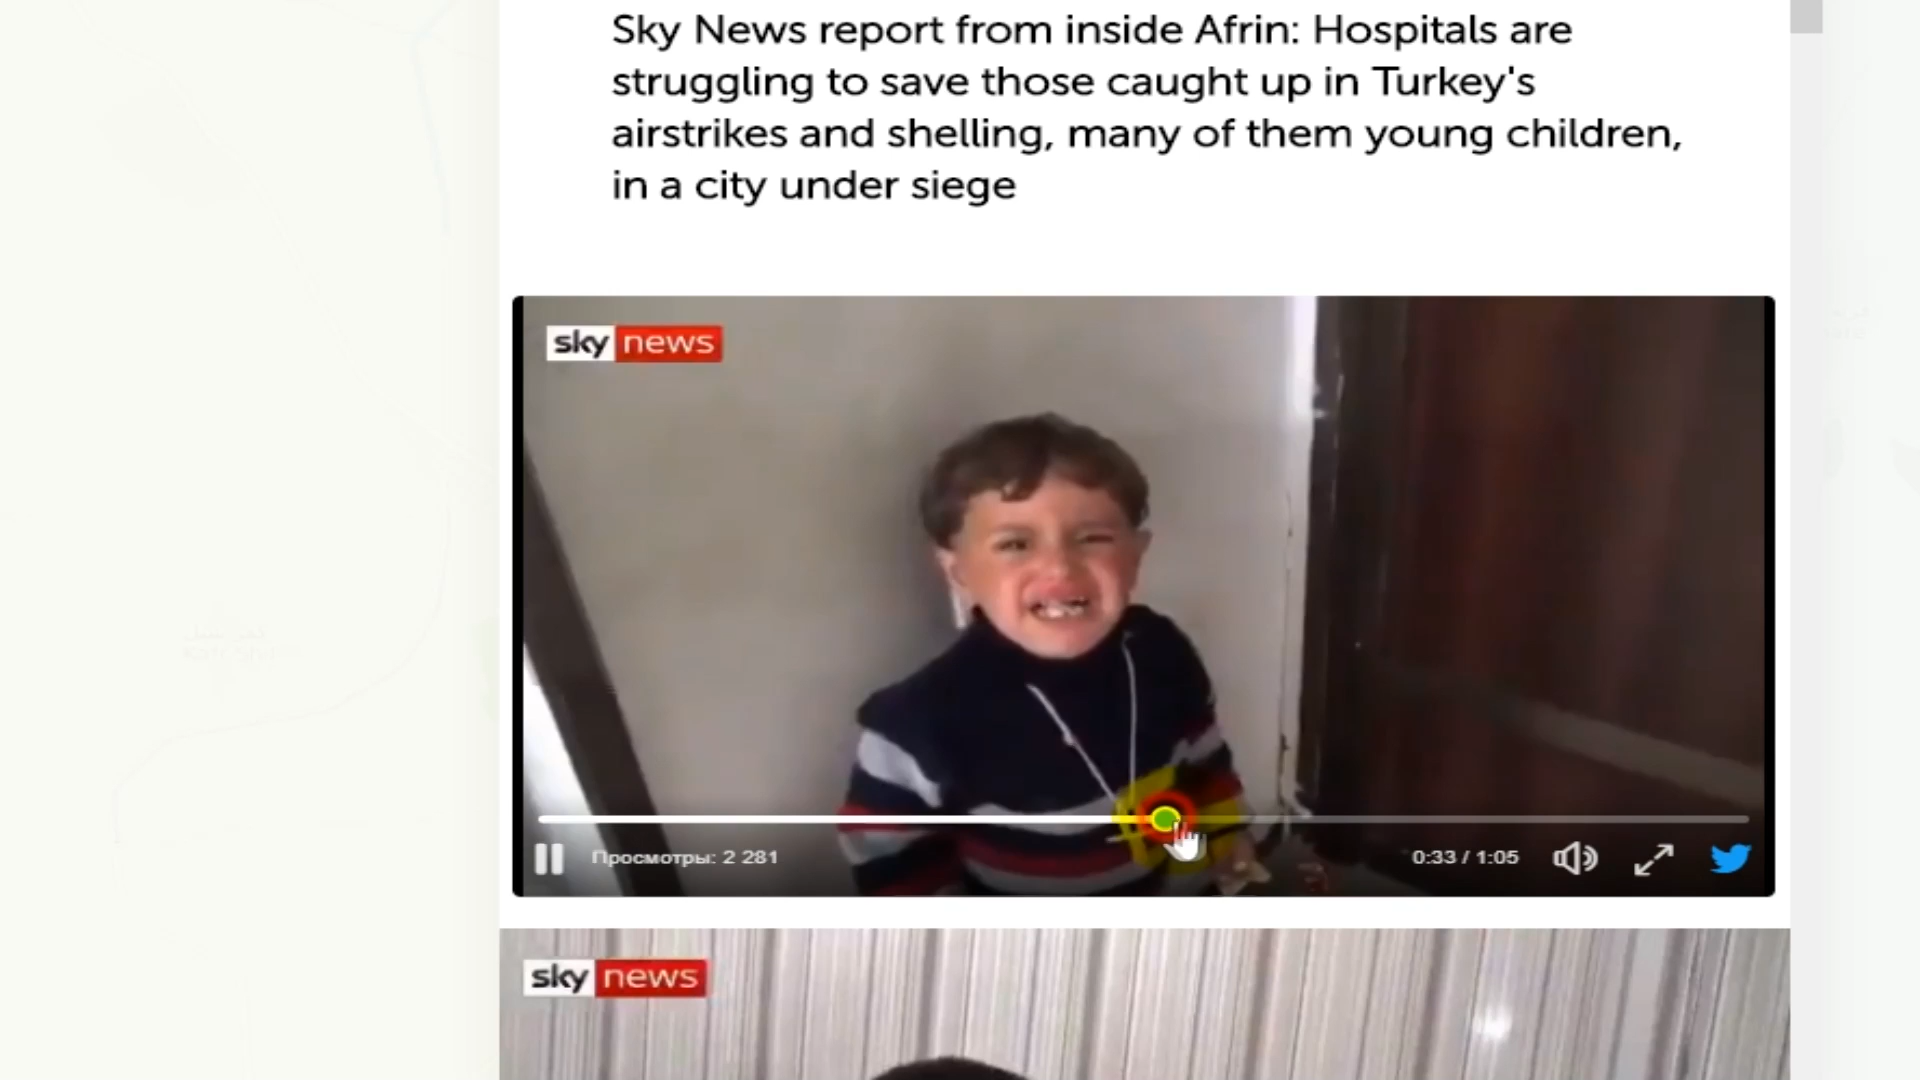 Sky News report from inside Afrin: Hospitals are
struggling to save those caught up in Turkey's
airstrikes and shelling, many of them young children,
in a city under siege
sky news
Просмотры: 2 281
0:33 / 1:05
sky news